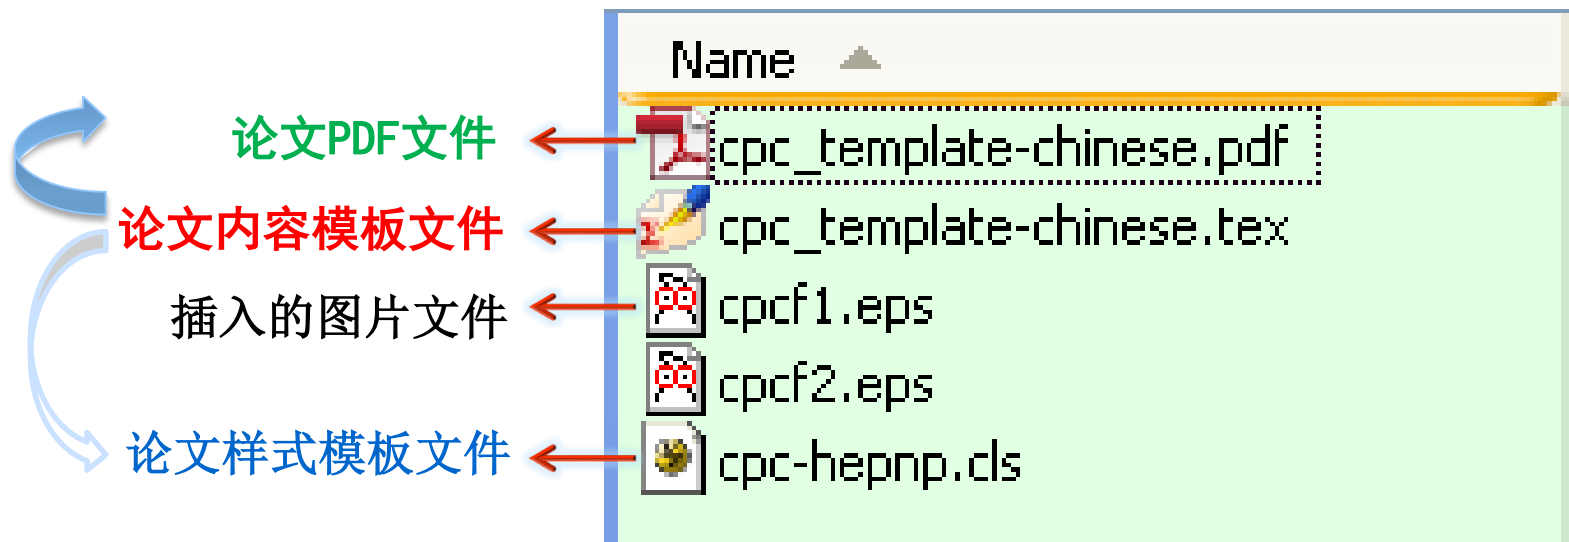 Name
论文PDF文件 cpc_template-chinese.pdf
论文内容模板文件 cpc_template-chinese.tex
插入的图片文件 cpcf1.eps
cpcf2.eps
论文样式模板文件 cpc-hepnp.cls